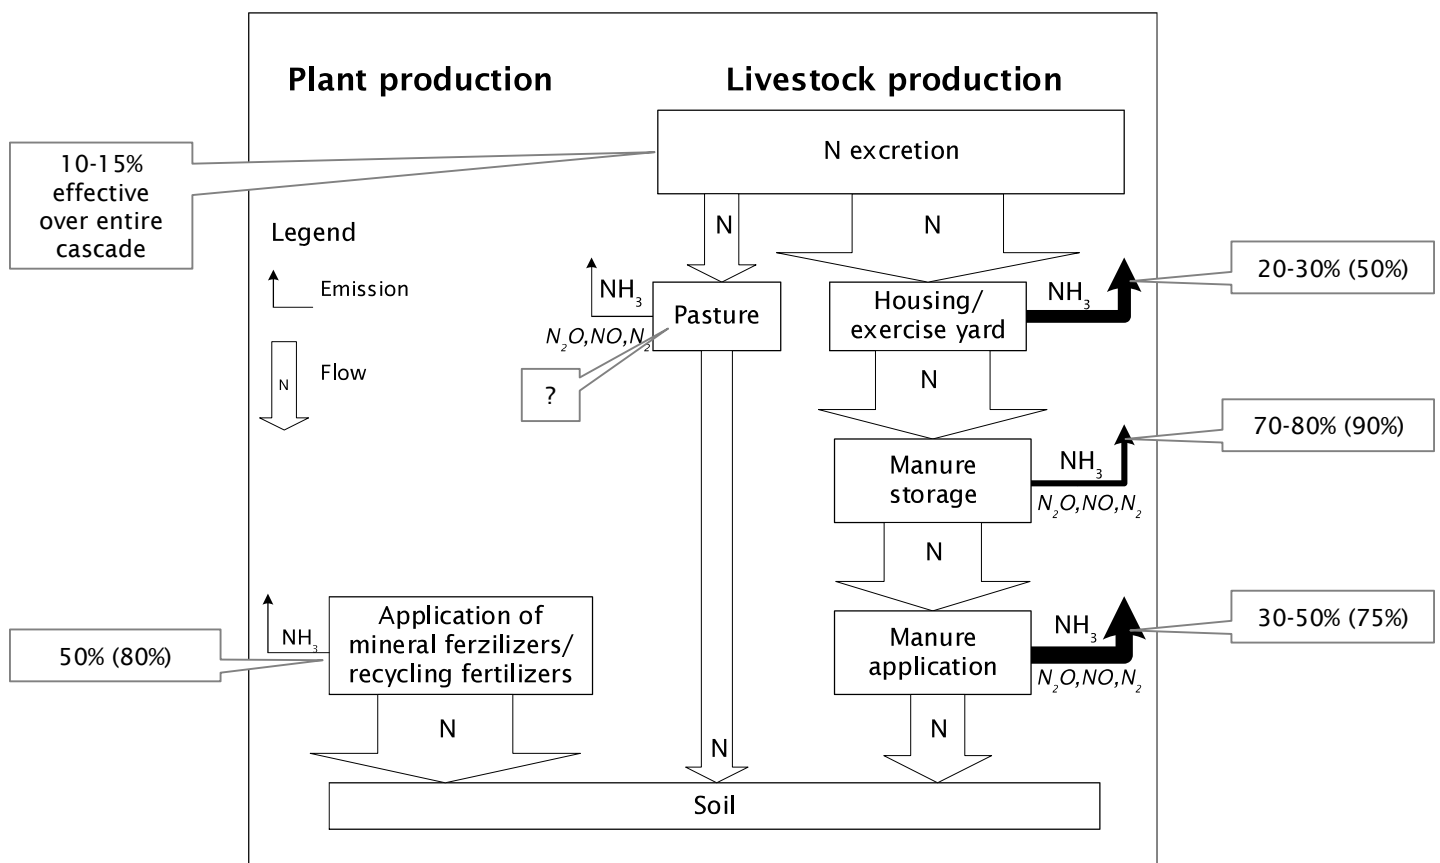 Plant production
Livestock production
10-15%
effective
over entire
cascade
N excretion
Legend
Emission
N
Flow
N
N
NH₃
N₂O,NO,N₂
Pasture
?
Housing/
exercise yard
NH₃
20-30% (50%)
N
Manure
storage
NH₃
N₂O,NO,N₂
70-80% (90%)
N
50% (80%)
NH₃
Application of
mineral ferzilizers/
recycling fertilizers
Manure
application
NH₃
N₂O,NO,N₂
30-50% (75%)
N
N
N
Soil